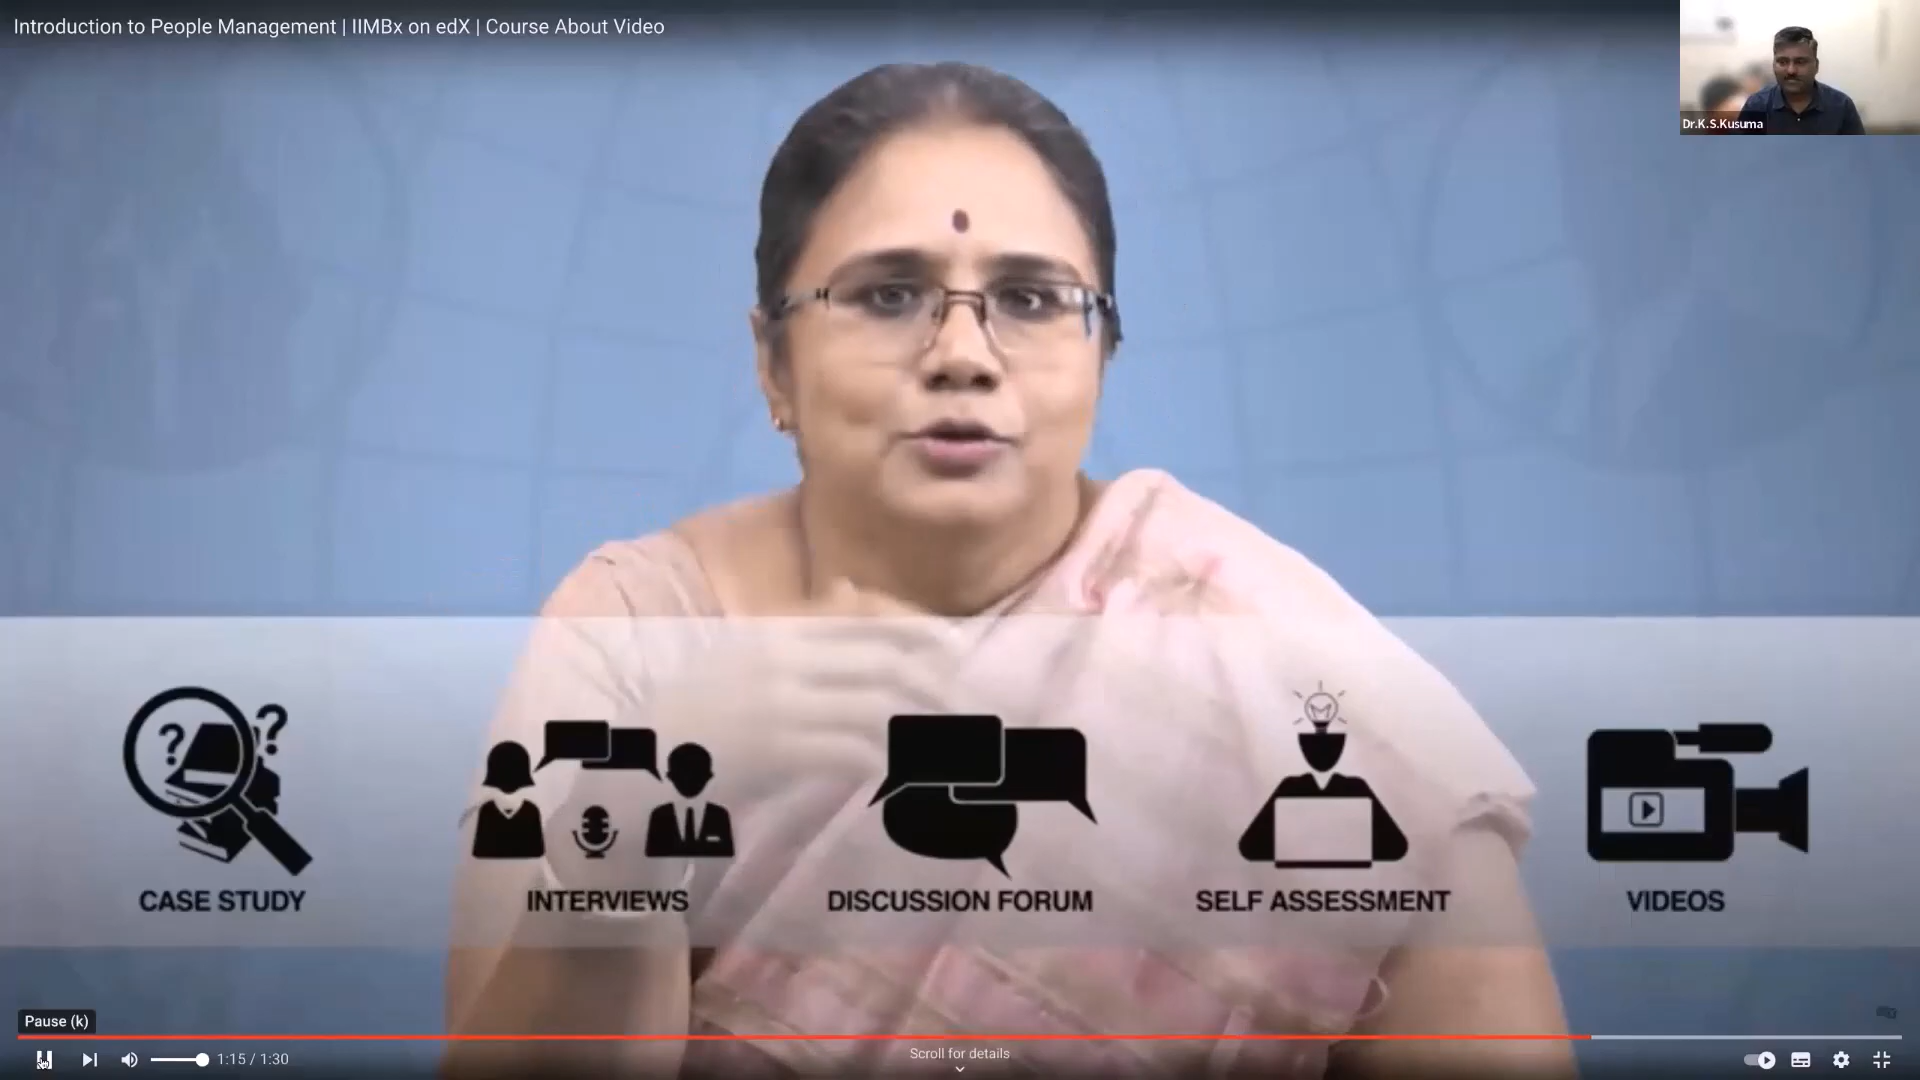 Introduction to People Management | IIMBx on edX | Course About Video
Dr.K.S.Kusuma
CASE STUDY
INTERVIEWS
DISCUSSION FORUM
SELF ASSESSMENT
VIDEOS
Pause (k)
1:15 / 1:30
Scroll for details